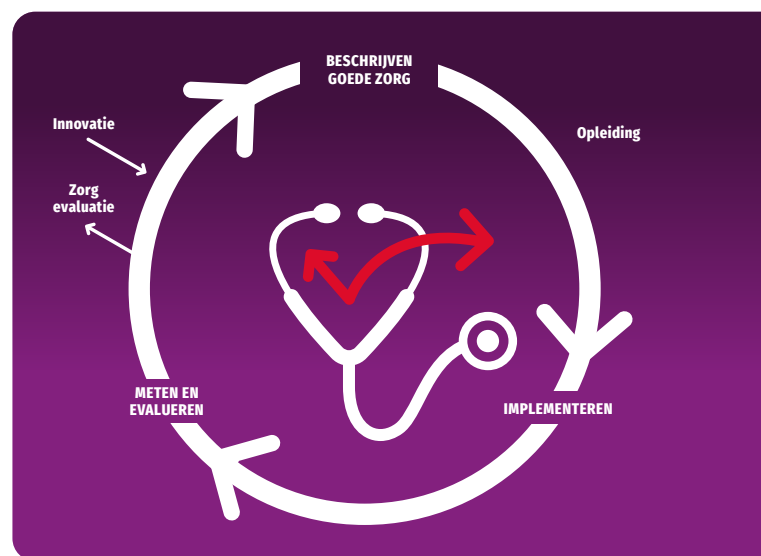 BESCHRIJVEN
GOEDE ZORG
Innovatie
Opleiding
Zorg
evaluatie
METEN EN
EVALUEREN
IMPLEMENTEREN